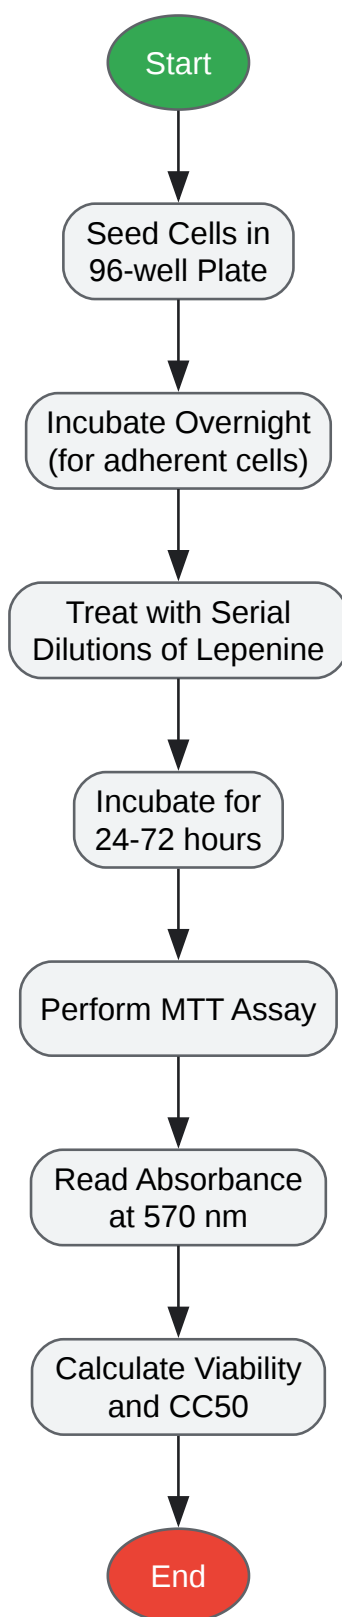 Start
Seed Cells in
96-well Plate
Incubate Overnight
(for adherent cells)
Treat with Serial
Dilutions of Lepenine
Incubate for
24-72 hours
Perform MTT Assay
Read Absorbance
at 570 nm
Calculate Viability
and CC50
End